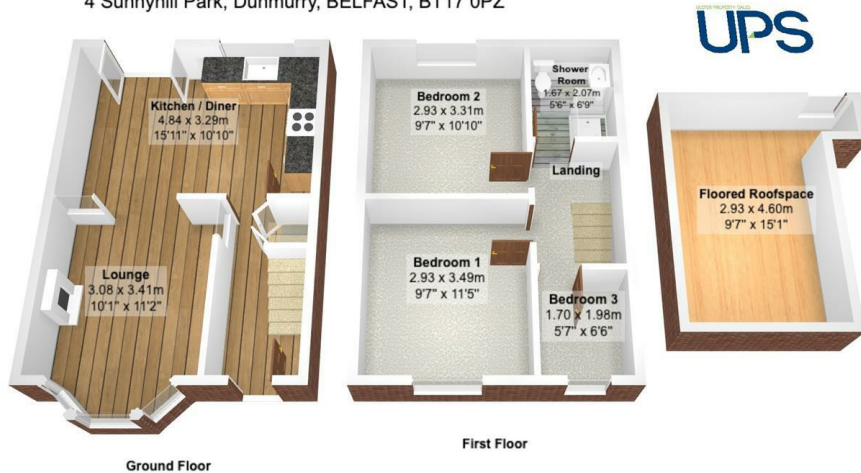 4 Sunnyhill Park, Dunmurry, BELFAST, BT17 0PZ
ULSTER PROPERTY SALES
UPS
Kitchen / Diner
4.84 x 3.29m
15'11" x 10'10"
Lounge
3.08 x 3.41m
10'1" x 11'2"
Ground Floor
Bedroom 2
2.93 x 3.31m
9'7" x 10'10"
Shower
Room
1.67 x 2.07m
5'6" x 6'9"
Landing
Bedroom 1
2.93 x 3.49m
9'7" x 11'5"
Bedroom 3
1.70 x 1.98m
5'7" x 6'6"
First Floor
Floored Roofspace
2.93 x 4.60m
9'7" x 15'1"